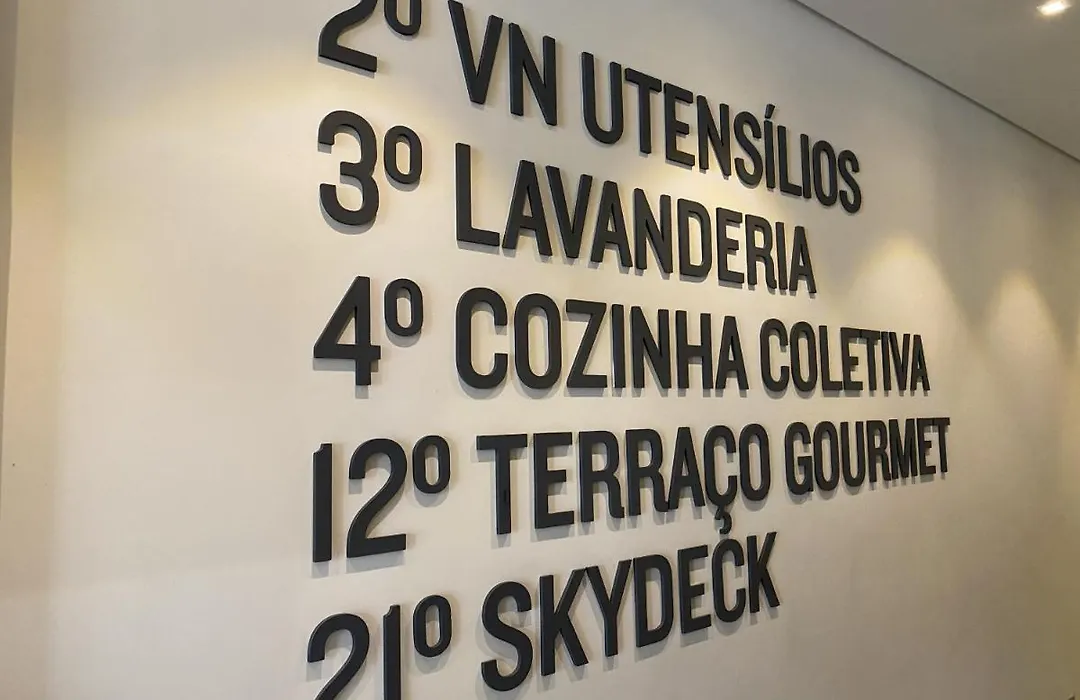 2º VN UTENSÍLIOS
3º LAVANDERIA
4º COZINHA COLETIVA
12º TERRAÇO GOURMET
21º SKYDECK